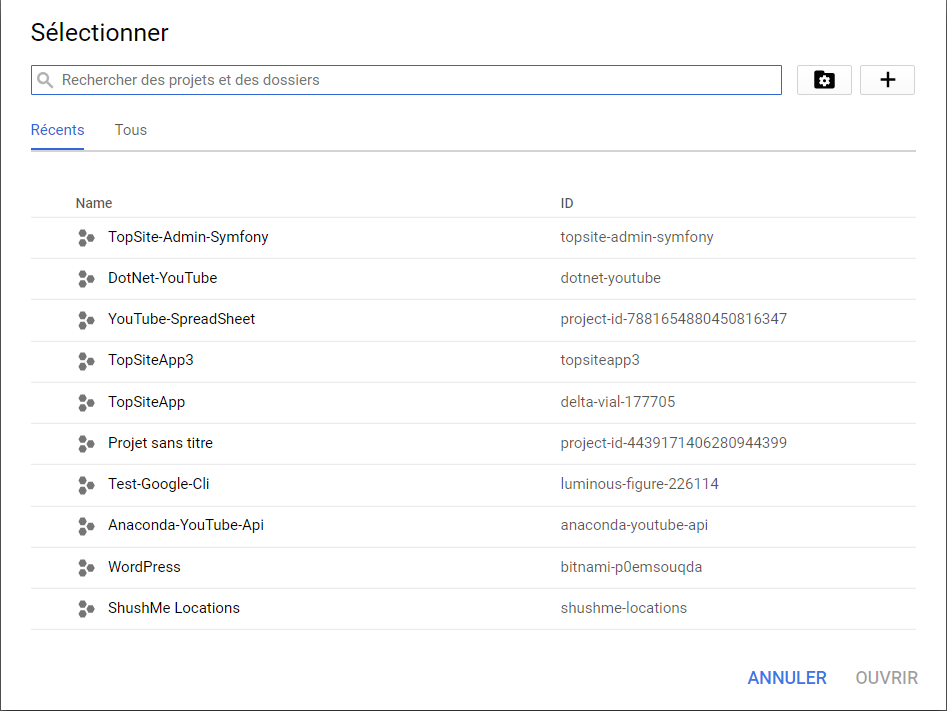 Sélectionner
Rechercher des projets et des dossiers
Récents Tous
Name ID
TopSite-Admin-Symfony topsite-admin-symfony
DotNet-YouTube dotnet-youtube
YouTube-SpreadSheet project-id-7881654880450816347
TopSiteApp3 topsiteapp3
TopSiteApp delta-vial-177705
Projet sans titre project-id-4439171406280944399
Test-Google-Cli luminous-figure-226114
Anaconda-YouTube-Api anaconda-youtube-api
WordPress bitnami-p0emsouqda
ShushMe Locations shushme-locations
ANNULER OUVRIR